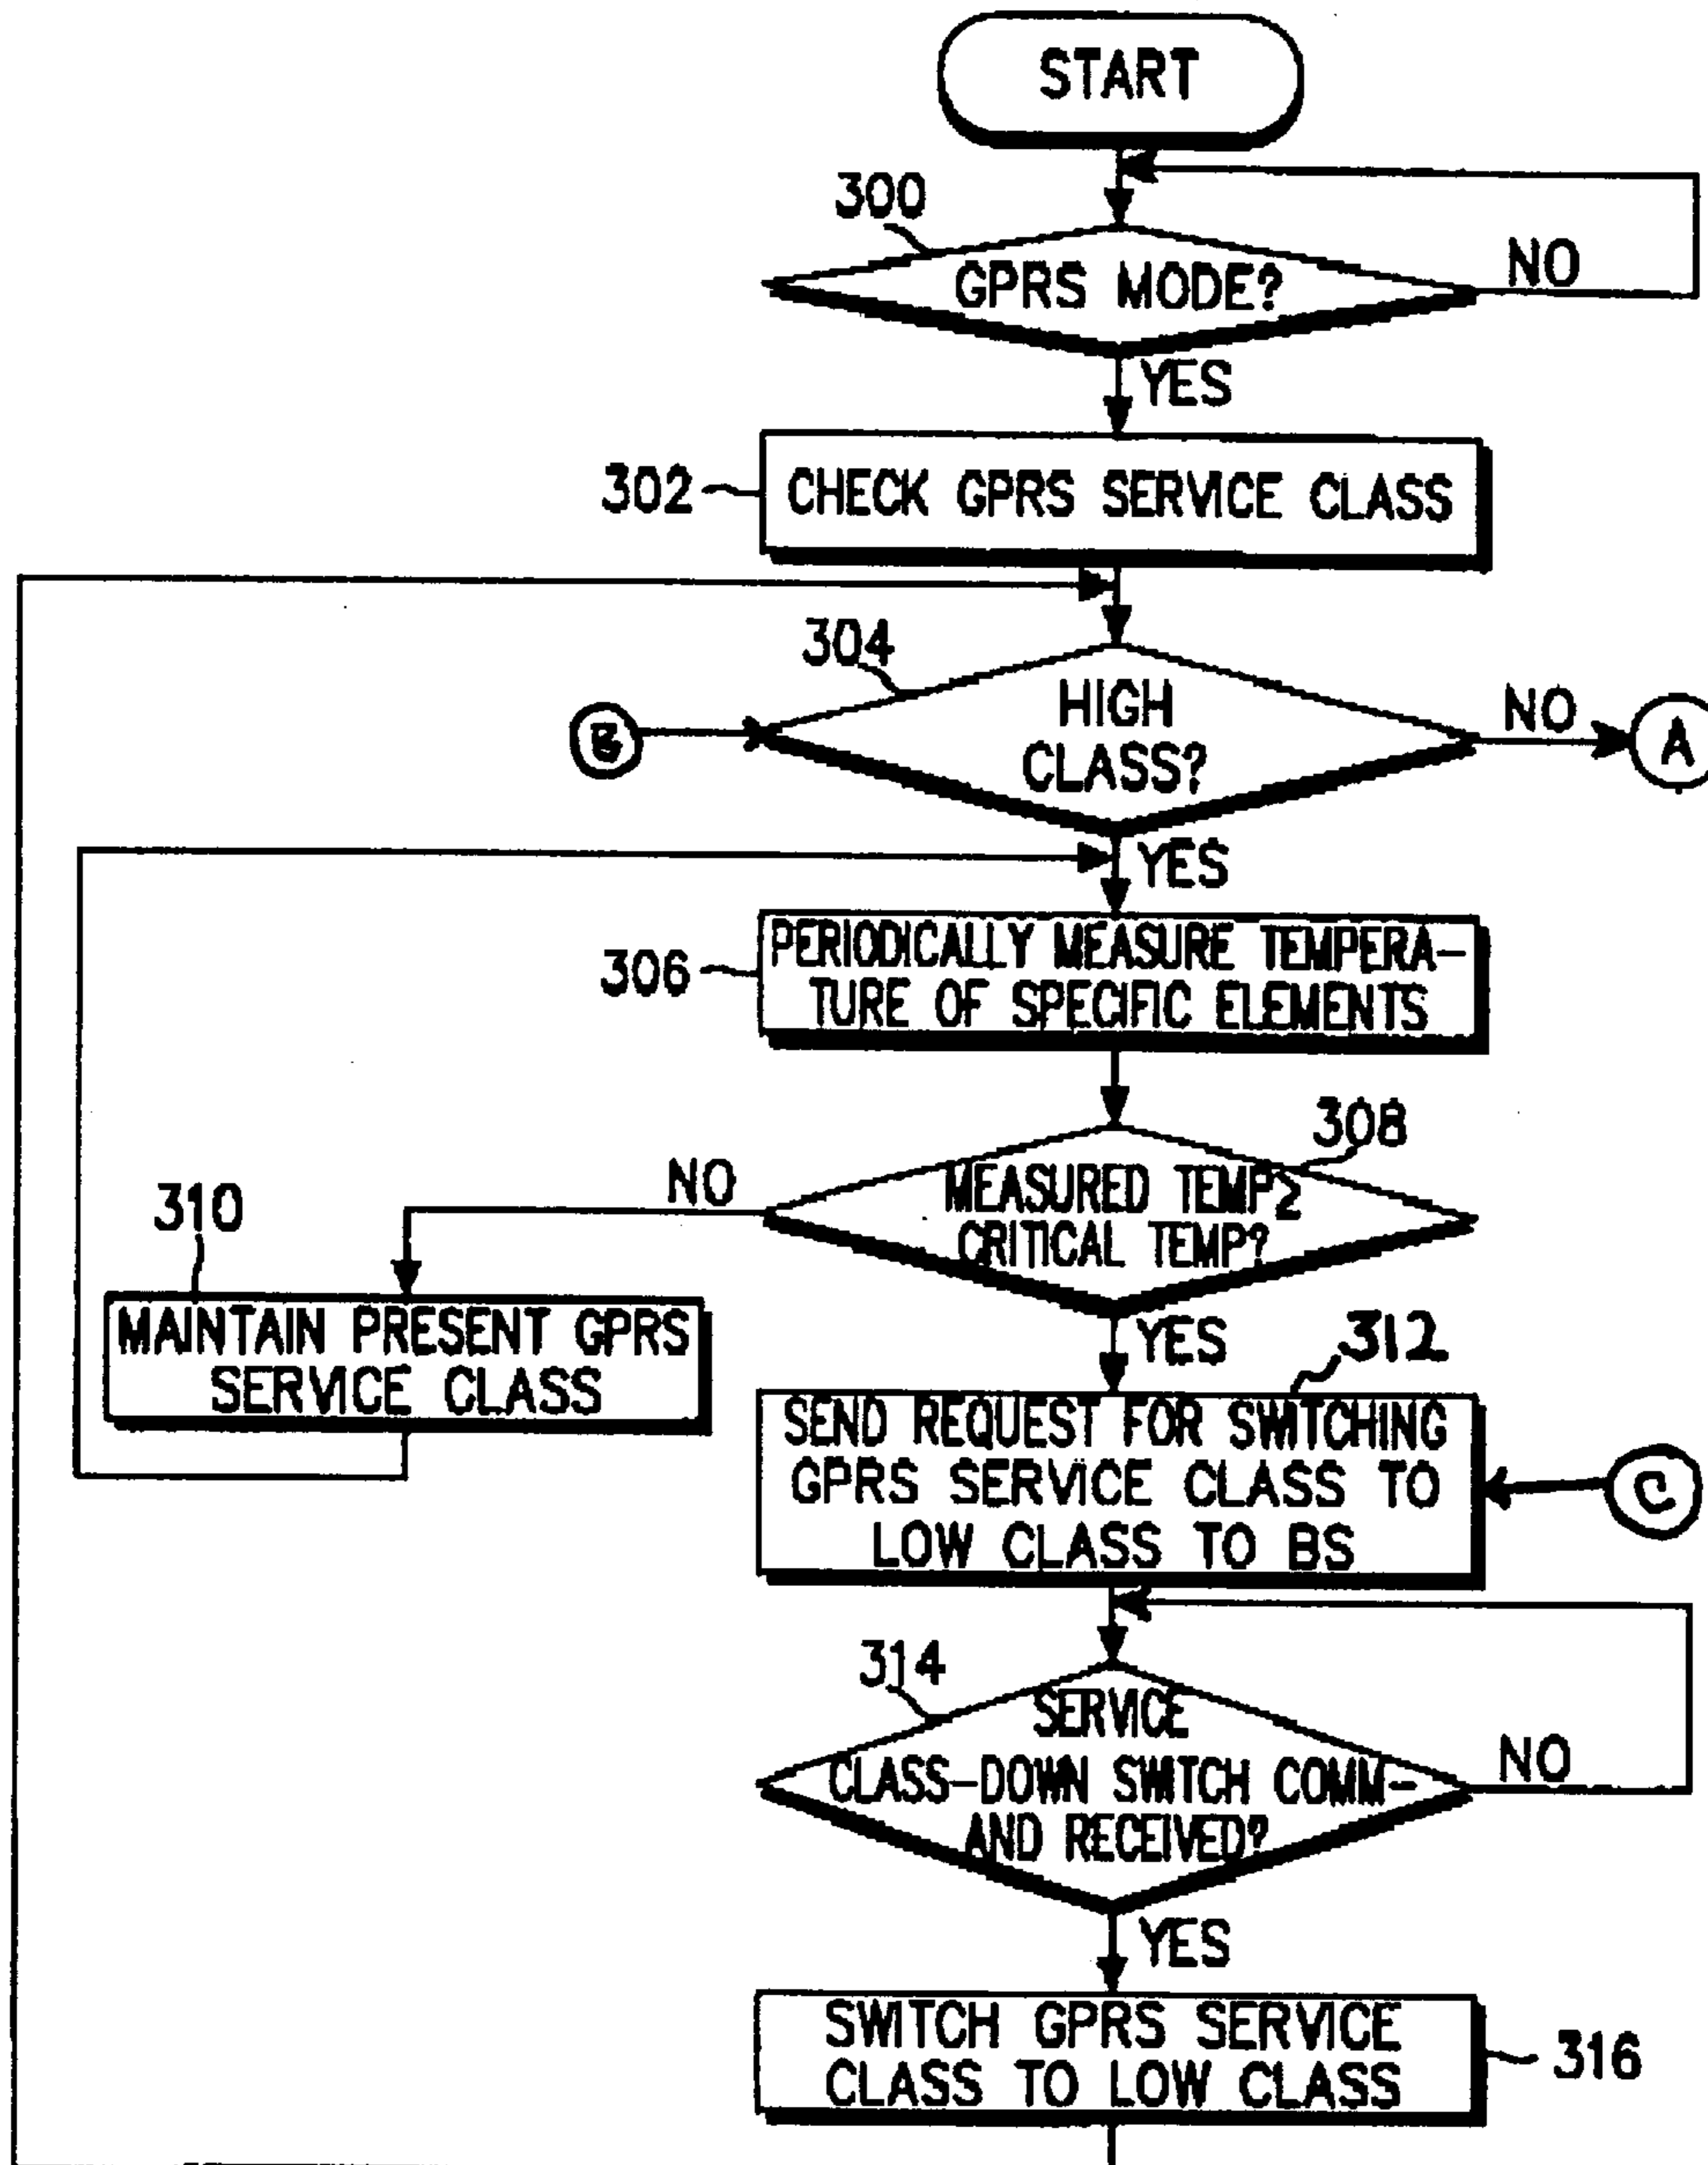 START
300
GPRS MODE?
NO
YES
302
CHECK GPRS SERVICE CLASS
304
HIGH
CLASS?
NO
A
B
YES
306
PERIODICALLY MEASURE TEMPERA-
TURE OF SPECIFIC ELEMENTS
308
MEASURED TEMP≥
CRITICAL TEMP?
NO
310
MAINTAIN PRESENT GPRS
SERVICE CLASS
YES
312
SEND REQUEST FOR SWITCHING
GPRS SERVICE CLASS TO
LOW CLASS TO BS
C
314
SERVICE
CLASS-DOWN SWITCH COMM-
AND RECEIVED?
NO
YES
SWITCH GPRS SERVICE
CLASS TO LOW CLASS
316